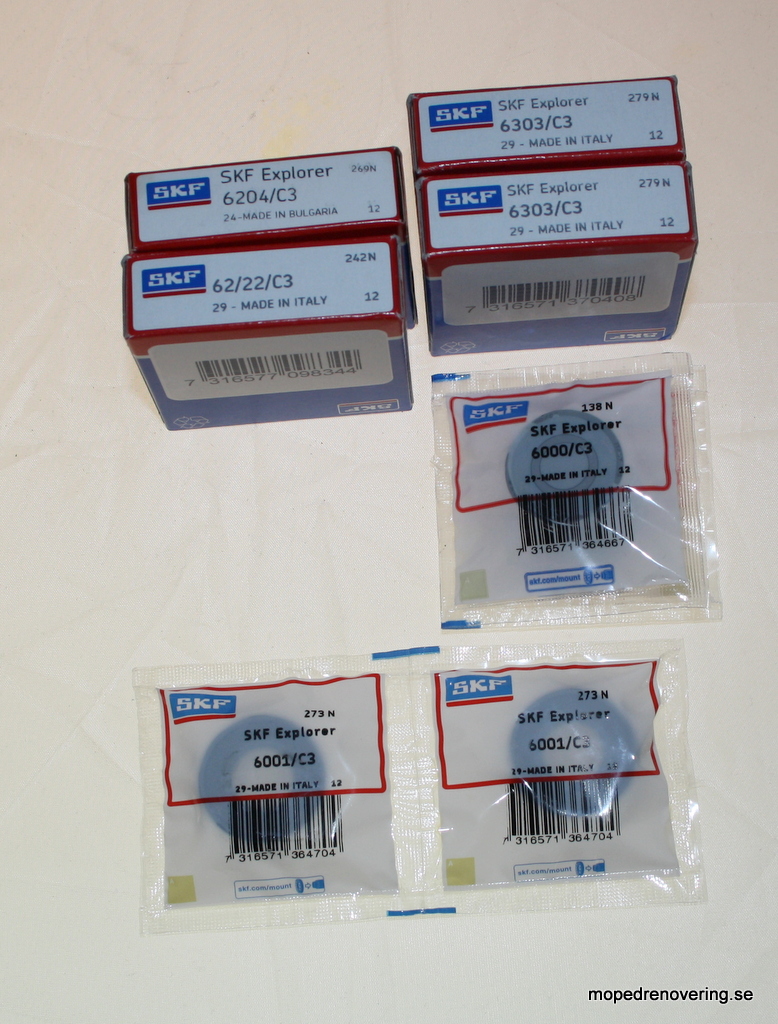 SKF
SKF Explorer
279 N
6303/C3
29 - MADE IN ITALY
12
SKF
SKF Explorer
269N
6204/C3
24-MADE IN BULGARIA
12
SKF
SKF Explorer
279 N
6303/C3
29 - MADE IN ITALY
12
7 316571 370408
SKF
SKF
242 N
62/22/C3
29 - MADE IN ITALY
12
7 316577 098344
SKF
SKF
138 N
SKF Explorer
6000/C3
29-MADE IN ITALY 12
7 316571 364667
skf.com/mount
SKF
273 N
SKF Explorer
6001/C3
29-MADE IN ITALY 12
7 316571 364704
skf.com/mount
SKF
273 N
SKF Explorer
6001/C3
29-MADE IN ITALY
7 316571 364704
skf.com/mount
mopedrenovering.se